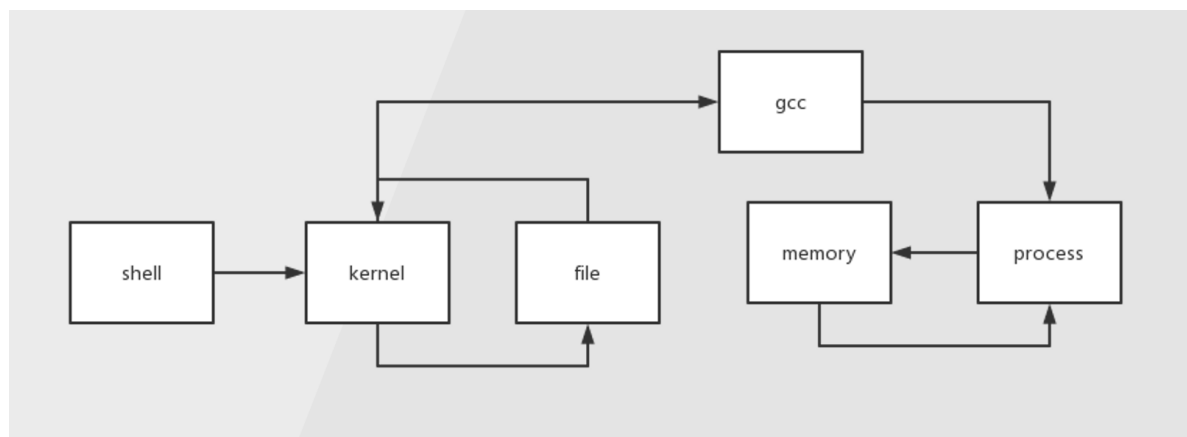 gcc
shell
kernel
file
memory
process